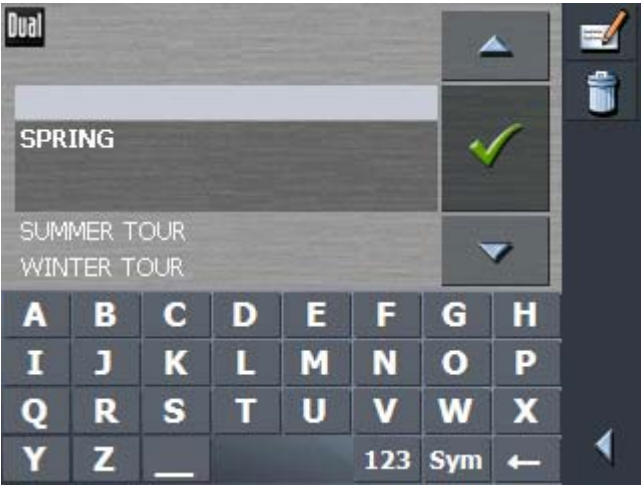 Dual
SPRING
SUMMER TOUR
WINTER TOUR
A B C D E F G H
I J K L M N O P
Q R S T U V W X
Y Z _ 123 Sym ←